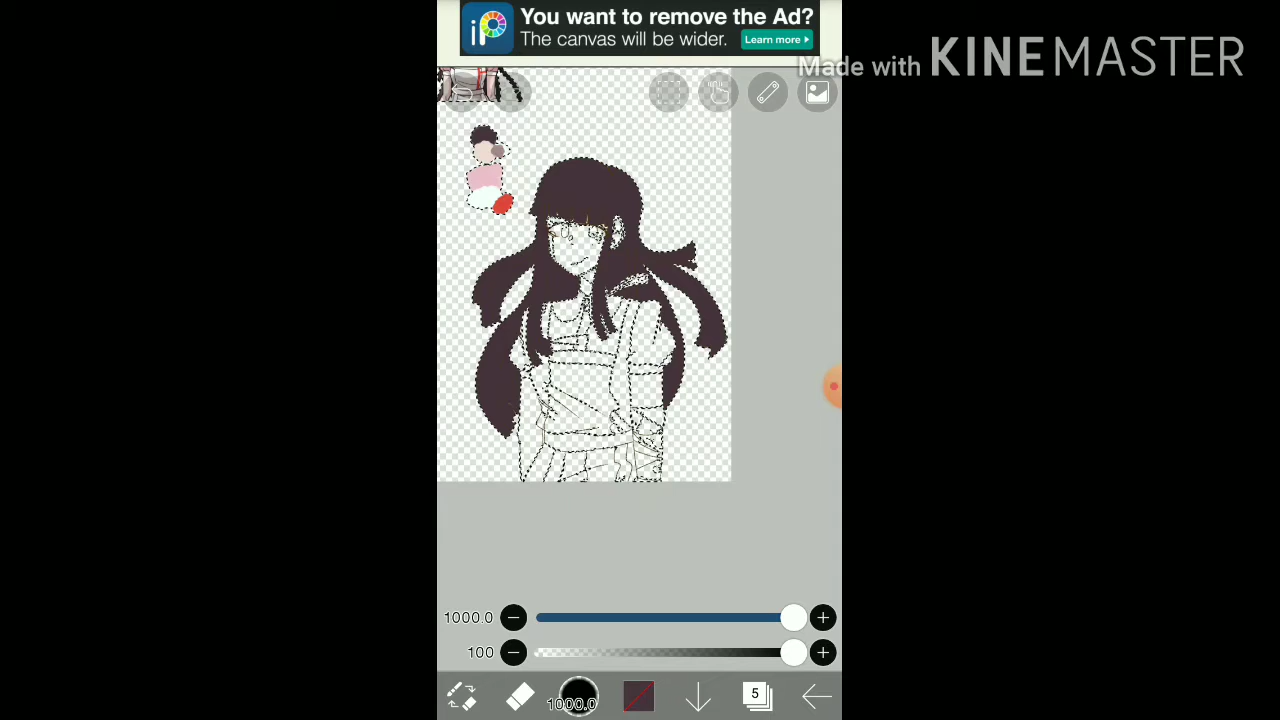 iP
You want to remove the Ad?
The canvas will be wider.
Learn more
Made with KINEMASTER
1000.0
100
1000.0
5